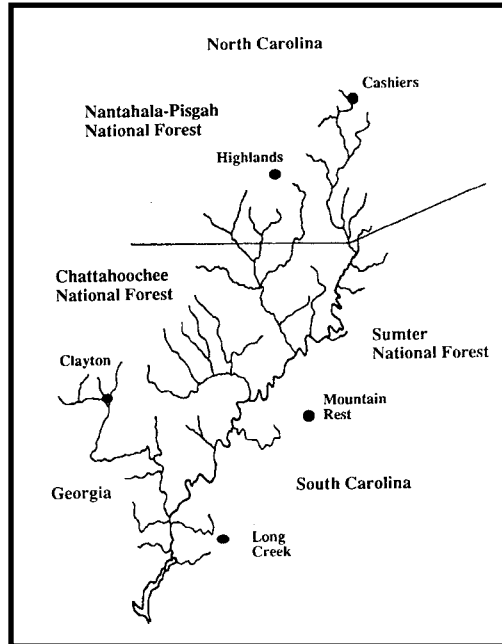 North Carolina
Cashiers
Nantahala-Pisgah
National Forest
Highlands
Chattahoochee
National Forest
Sumter
National Forest
Clayton
Mountain
Rest
Georgia
South Carolina
Long
Creek